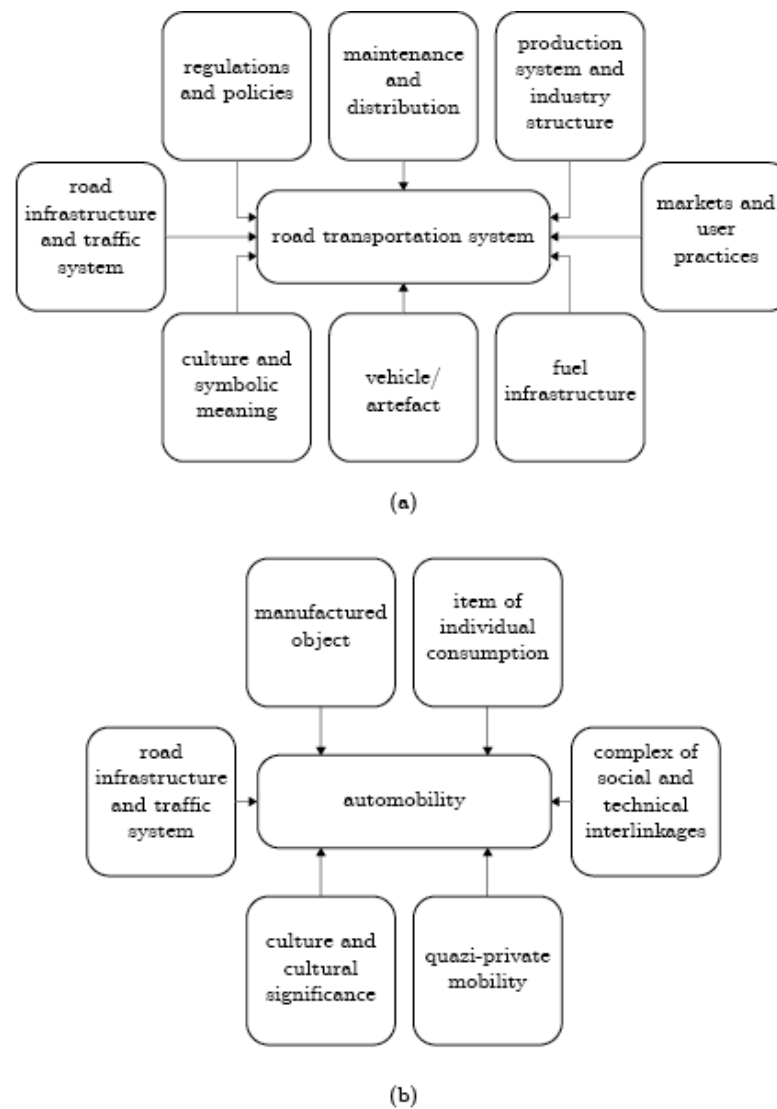 regulations
and policies
maintenance
and
distribution
production
system and
industry
structure
road
infrastructure
and traffic
system
road transportation system
markets and
user
practices
culture and
symbolic
meaning
vehicle/
artefact
fuel
infrastructure
(a)
manufactured
object
item of
individual
consumption
road
infrastructure
and traffic
system
automobility
complex of
social and
technical
interlinkages
culture and
cultural
significance
quazi-private
mobility
(b)